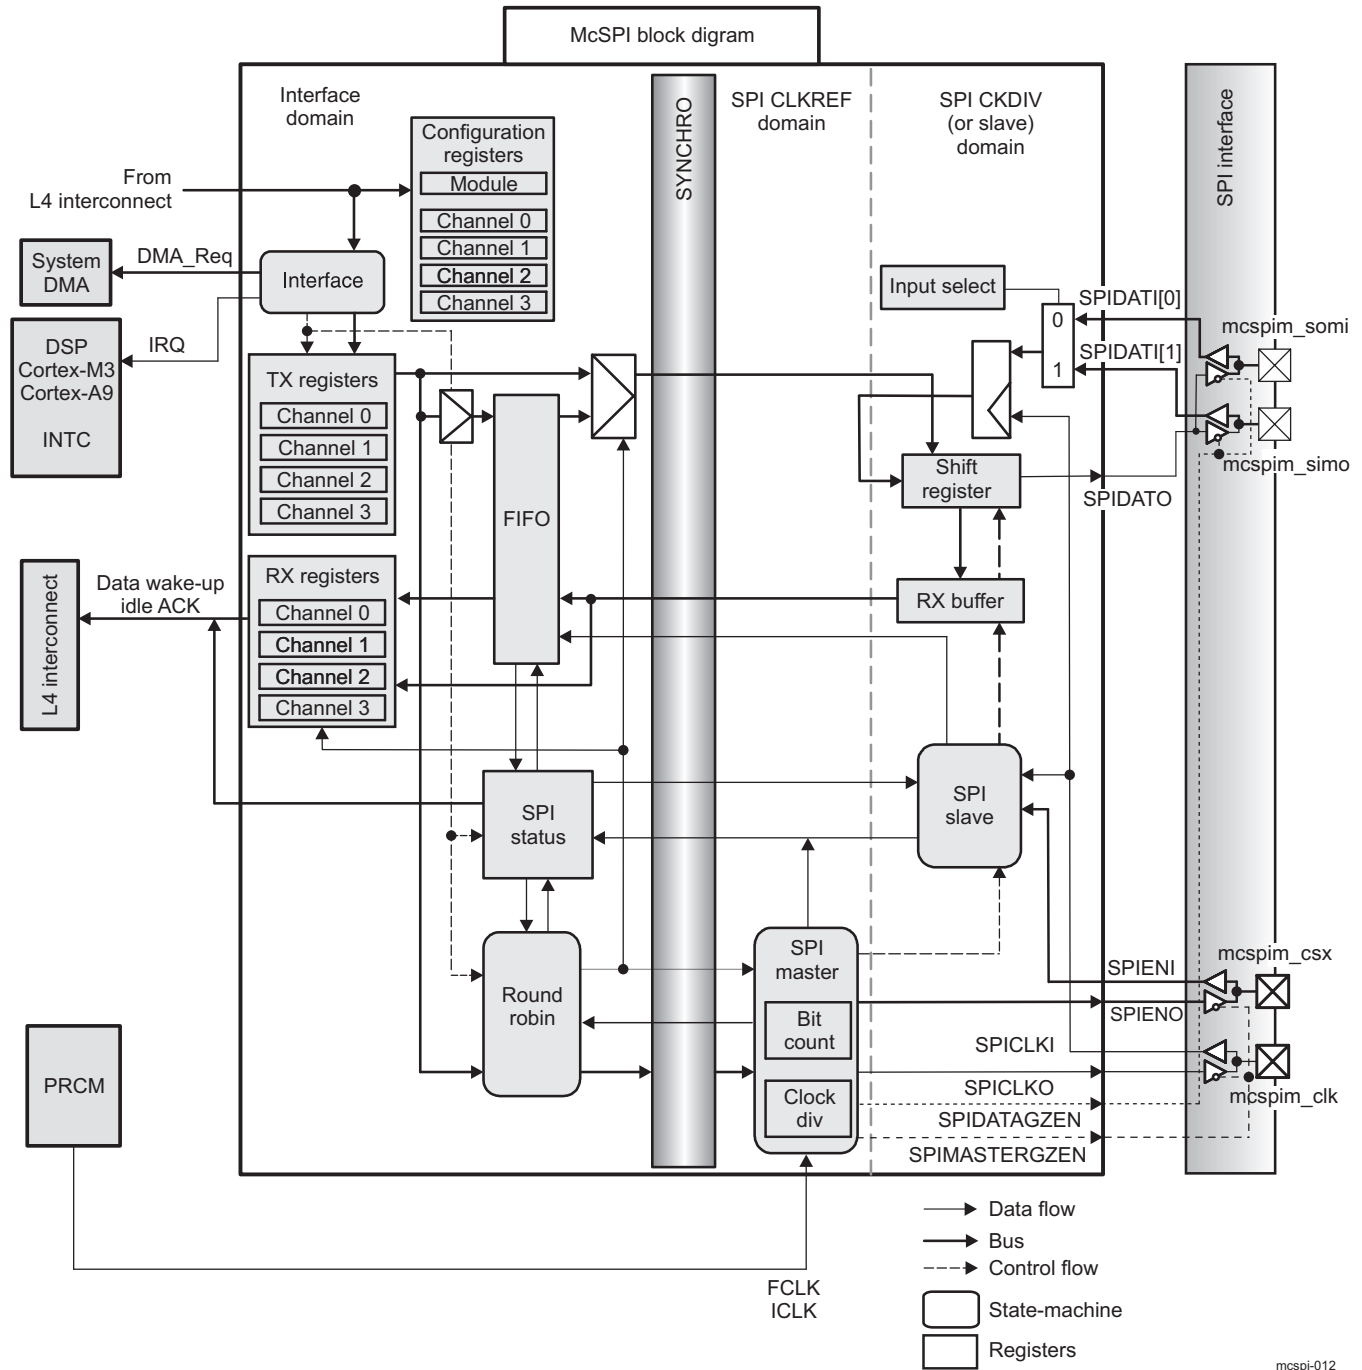 McSPI block digram
Interface
domain
SYNCHRO
SPI CLKREF
domain
SPI CKDIV
(or slave)
domain
SPI interface
Configuration
registers
Module
Channel 0
Channel 1
Channel 2
Channel 3
From
L4 interconnect
System
DMA
DMA_Req
Interface
Input select
SPIDATI[0]
0
1
SPIDATI[1]
mcspim_somi
DSP
Cortex-M3
Cortex-A9
INTC
IRQ
TX registers
Channel 0
Channel 1
Channel 2
Channel 3
FIFO
Shift
register
SPIDATO
mcspim_simo
L4 interconnect
Data wake-up
idle ACK
RX registers
Channel 0
Channel 1
Channel 2
Channel 3
RX buffer
SPI
status
SPI
slave
Round
robin
SPI
master
Bit
count
Clock
div
SPIENI
SPIENO
mcspim_csx
SPICLKI
SPICLKO
mcspim_clk
SPIDATAGZEN
SPIMASTERGZEN
PRCM
FCLK
ICLK
Data flow
Bus
Control flow
State-machine
Registers
mcspi-012